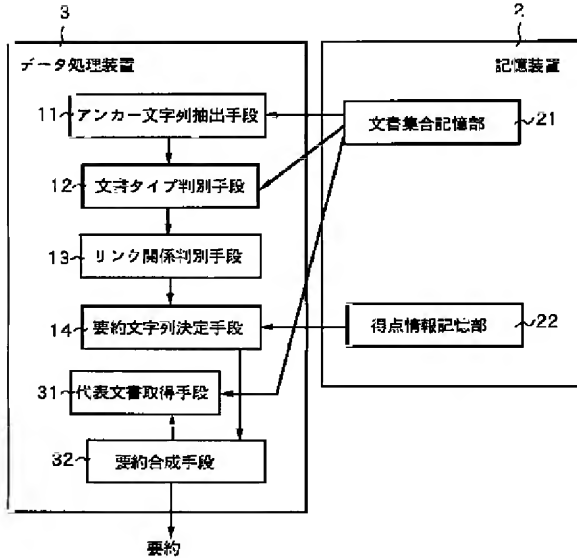 3
2
データ処理装置
記憶装置
11
アンカー文字列抽出手段
文書集合記憶部
21
12
文書タイプ判別手段
13
リンク関係判別手段
14
要約文字列決定手段
得点情報記憶部
22
31
代表文書取得手段
32
要約合成手段
要約